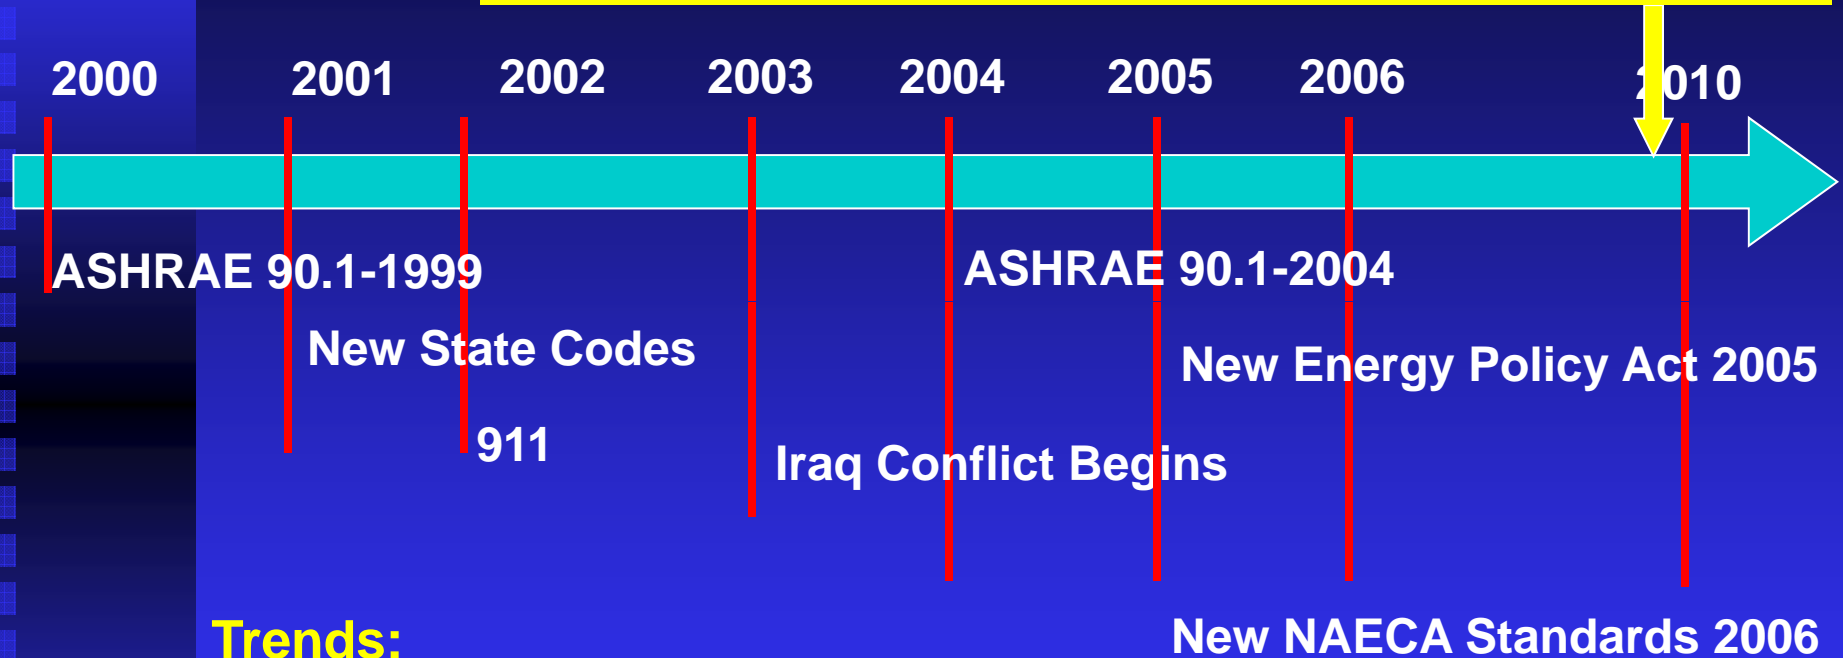 2000 2001 2002 2003 2004 2005 2006 2010
ASHRAE 90.1-1999 ASHRAE 90.1-2004
New State Codes
New Energy Policy Act 2005
911
Iraq Conflict Begins
Trends:
New NAECA Standards 2006